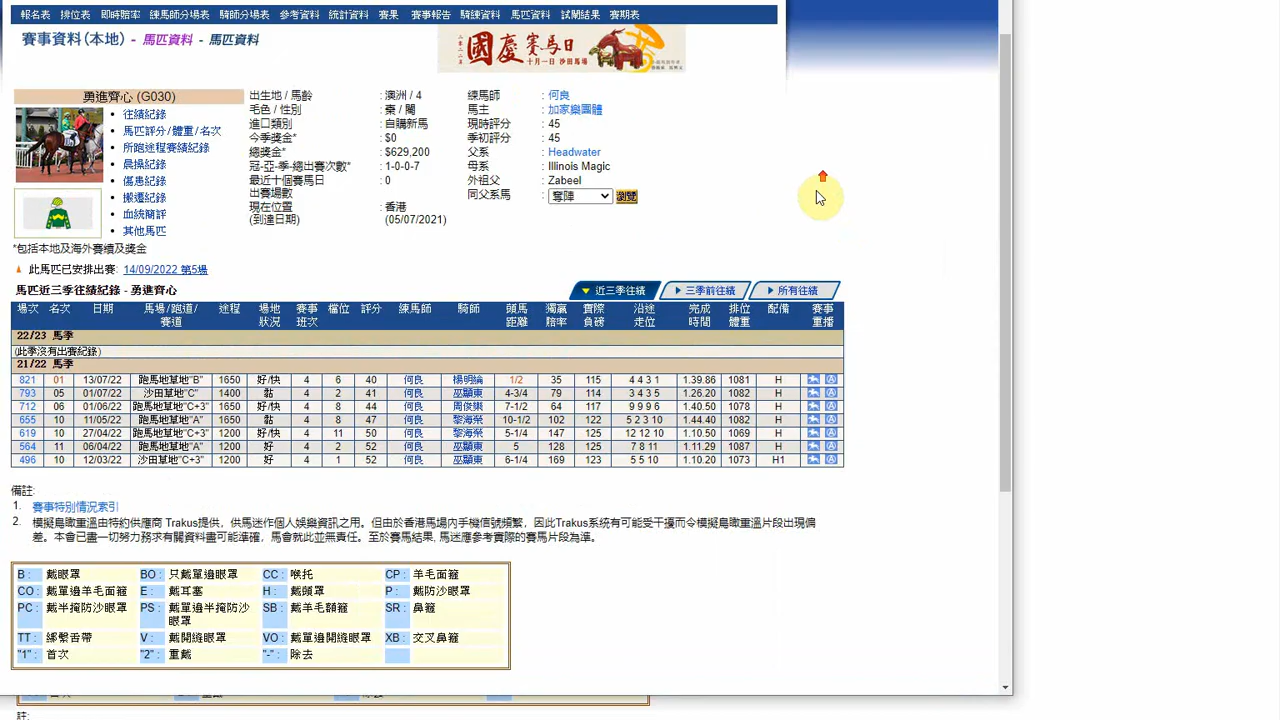 報名表 排位表 即時賠率 練馬師分場表 騎師分場表 參考資料 統計資料 賽果 賽事報告 騎練資料 馬匹資料 試閘結果 賽期表
賽事資料(本地) - 馬匹資料 - 馬匹資料
二零二二年 國慶賽馬日 十月一日 沙田馬場
勇進齊心 (G030)
往績紀錄
馬匹評分/體重/名次
所跑途程賽績紀錄
晨操紀錄
傷患紀錄
搬遷紀錄
血統簡評
其他馬匹
出生地 / 馬齡 : 澳洲 / 4
毛色 / 性別 : 棗 / 閹
進口類別 : 自購新馬
今季獎金* : $0
總獎金* : $629,200
冠-亞-季-總出賽次數* : 1-0-0-7
最近十個賽馬日
出賽場數 : 0
現在位置
(到達日期) : 香港
(05/07/2021)
練馬師 : 何良
馬主 : 加家樂團體
現時評分 : 45
季初評分 : 45
父系 : Headwater
母系 : Illinois Magic
外祖父 : Zabeel
同父系馬 : 奪陣 瀏覽
*包括本地及海外賽績及獎金
此馬匹已安排出賽: 14/09/2022 第5場
馬匹近三季往績紀錄 - 勇進齊心
近三季往績 三季前往績 所有往績
場次 名次 日期 馬場/跑道/賽道 途程 場地狀況 賽事班次 檔位 評分 練馬師 騎師 頭馬距離 獨贏賠率 實際負磅 沿途走位 完成時間 排位體重 配備 賽事重播
22/23 馬季
(此季沒有出賽紀錄)
21/22 馬季
821 01 13/07/22 跑馬地草地"B" 1650 好/快 4 6 40 何良 楊明綸 1/2 35 115 4 4 3 1 1.39.86 1081 H
793 05 01/07/22 沙田草地"C" 1400 黏 4 2 41 何良 巫顯東 4-3/4 79 114 3 4 3 5 1.26.20 1082 H
712 06 01/06/22 跑馬地草地"C+3" 1650 好/快 4 8 44 何良 周俊樂 7-1/2 64 117 9 9 9 6 1.40.50 1078 H
655 10 11/05/22 跑馬地草地"A" 1650 黏 4 8 47 何良 黎海榮 10-1/2 102 122 5 2 3 10 1.44.40 1082 H
619 10 27/04/22 跑馬地草地"C+3" 1200 好/快 4 11 50 何良 黎海榮 5-1/4 147 125 12 12 10 1.10.50 1069 H
564 11 06/04/22 跑馬地草地"A" 1200 好 4 2 52 何良 巫顯東 5 128 125 7 8 11 1.11.29 1087 H
496 10 12/03/22 沙田草地"C+3" 1200 好 4 1 52 何良 巫顯東 6-1/4 169 123 5 5 10 1.10.20 1073 H1
備註:
1. 賽事特別情況索引
2. 模擬鳥瞰重溫由特約供應商 Trakus提供，供馬迷作個人娛樂資訊之用。但由於香港馬場內手機信號頻繁，因此Trakus系統有可能受干擾而令模擬鳥瞰重溫片段出現偏
差。本會已盡一切努力務求有關資料盡可能準確，馬會就此並無責任。至於賽馬結果, 馬迷應參考實際的賽馬片段為準。
B : 戴眼罩 BO : 只戴單邊眼罩 CC : 喉托 CP : 羊毛面箍
CO : 戴單邊羊毛面箍 E : 戴耳塞 H : 戴頭罩 P : 戴防沙眼罩
PC : 戴半掩防沙眼罩 PS : 戴單邊半掩防沙眼罩 SB : 戴羊毛額箍 SR : 鼻箍
TT : 綁繫舌帶 V : 戴開縫眼罩 VO : 戴單邊開縫眼罩 XB : 交叉鼻箍
"1" : 首次 "2" : 重戴 "-" : 除去
註: